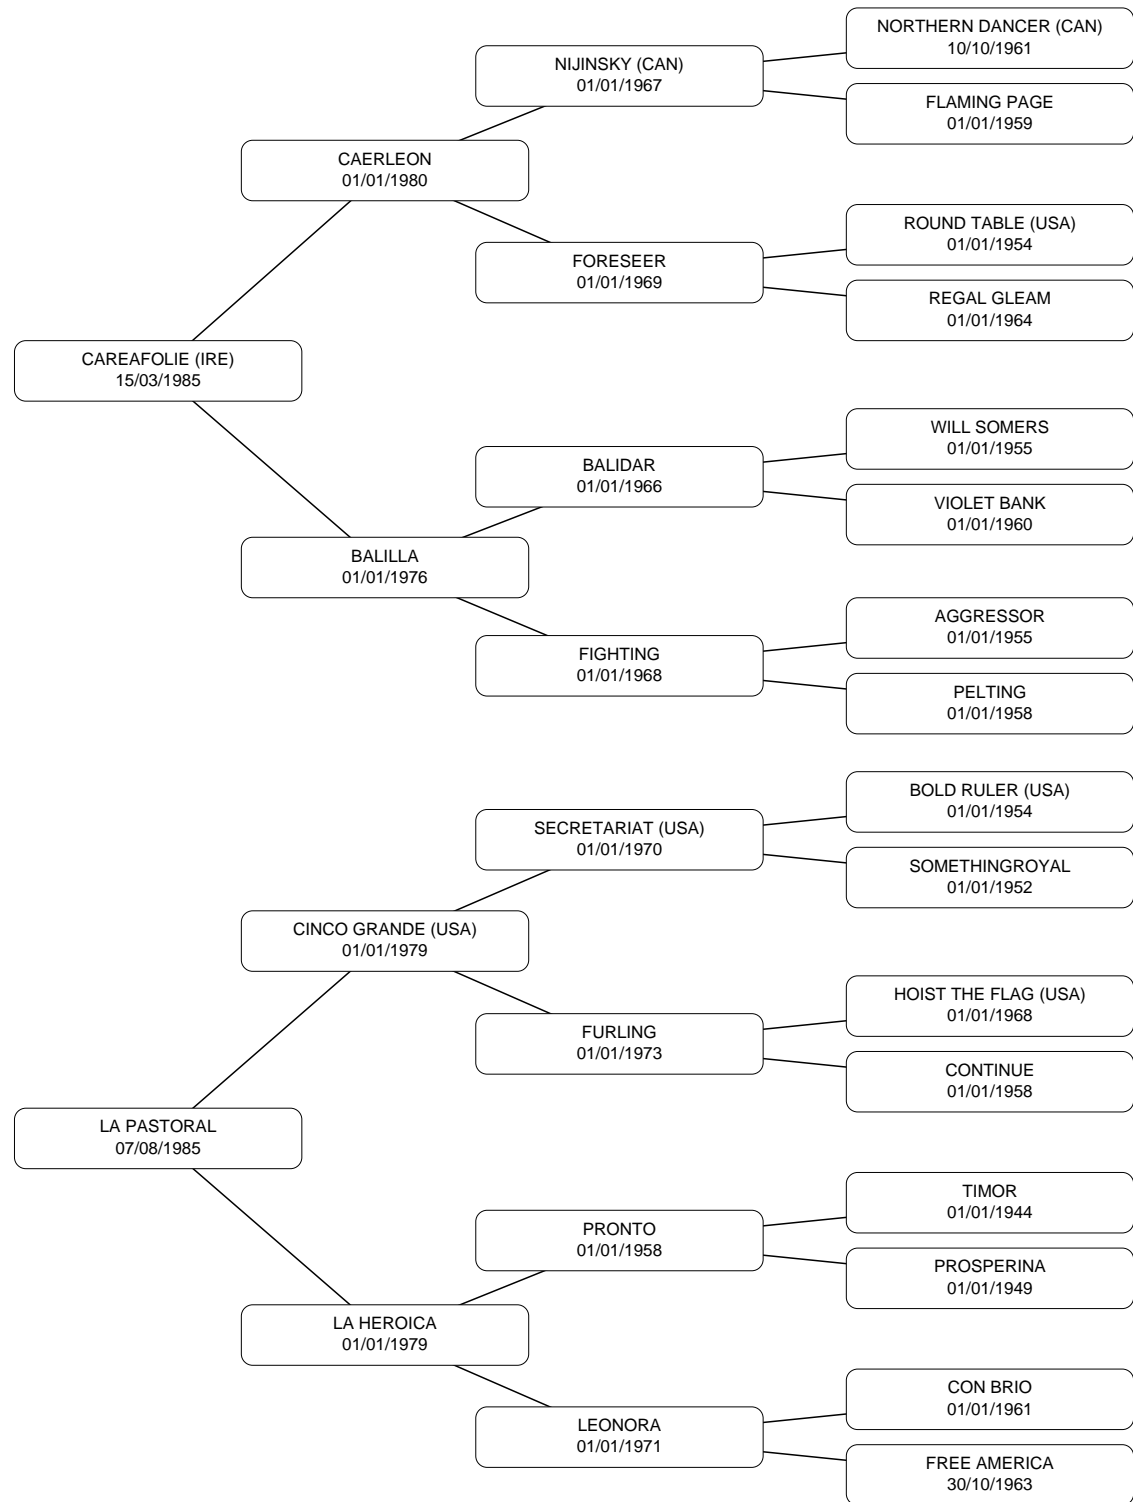 NORTHERN DANCER (CAN)
10/10/1961
NIJINSKY (CAN)
01/01/1967
FLAMING PAGE
01/01/1959
CAERLEON
01/01/1980
ROUND TABLE (USA)
01/01/1954
FORESEER
01/01/1969
REGAL GLEAM
01/01/1964
CAREAFOLIE (IRE)
15/03/1985
WILL SOMERS
01/01/1955
BALIDAR
01/01/1966
VIOLET BANK
01/01/1960
BALILLA
01/01/1976
AGGRESSOR
01/01/1955
FIGHTING
01/01/1968
PELTING
01/01/1958
BOLD RULER (USA)
01/01/1954
SECRETARIAT (USA)
01/01/1970
SOMETHINGROYAL
01/01/1952
CINCO GRANDE (USA)
01/01/1979
HOIST THE FLAG (USA)
01/01/1968
FURLING
01/01/1973
CONTINUE
01/01/1958
LA PASTORAL
07/08/1985
TIMOR
01/01/1944
PRONTO
01/01/1958
PROSPERINA
01/01/1949
LA HEROICA
01/01/1979
CON BRIO
01/01/1961
LEONORA
01/01/1971
FREE AMERICA
30/10/1963